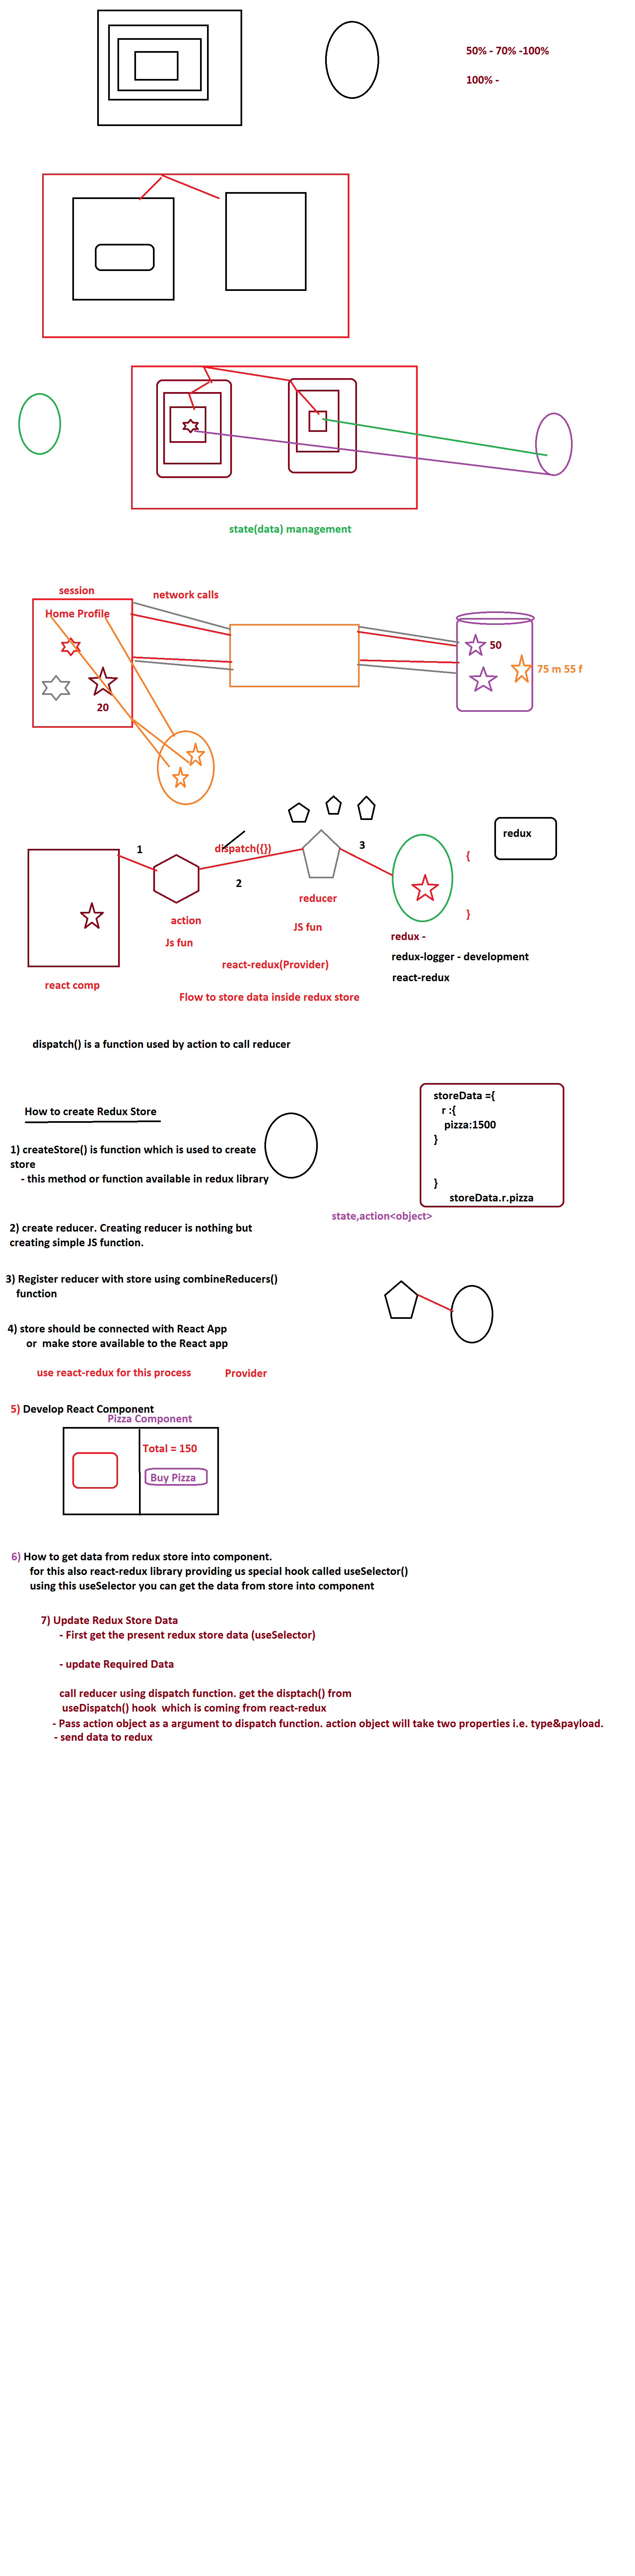 50% - 70% -100%
100% -
state(data) management
session
network calls
Home Profile
50
75 m 55 f
20
redux
1
dispatch({})
3
{
2
reducer
action
JS fun
}
Js fun
redux -
redux-logger - development
react-redux(Provider)
react-redux
react comp
Flow to store data inside redux store
dispatch() is a function used by action to call reducer
How to create Redux Store
storeData ={
r :{
pizza:1500
}
}
storeData.r.pizza
1) createStore() is function which is used to create
store
- this method or function available in redux library
state,action<object>
2) create reducer. Creating reducer is nothing but
creating simple JS function.
3) Register reducer with store using combineReducers()
function
4) store should be connected with React App
or  make store available to the React app
use react-redux for this process
Provider
5) Develop React Component
Pizza Component
Total = 150
Buy Pizza
6) How to get data from redux store into component.
for this also react-redux library providing us special hook called useSelector()
using this useSelector you can get the data from store into component
7) Update Redux Store Data
- First get the present redux store data (useSelector)
- update Required Data
call reducer using dispatch function. get the disptach() from
useDispatch() hook  which is coming from react-redux
- Pass action object as a argument to dispatch function. action object will take two properties i.e. type&payload.
- send data to redux